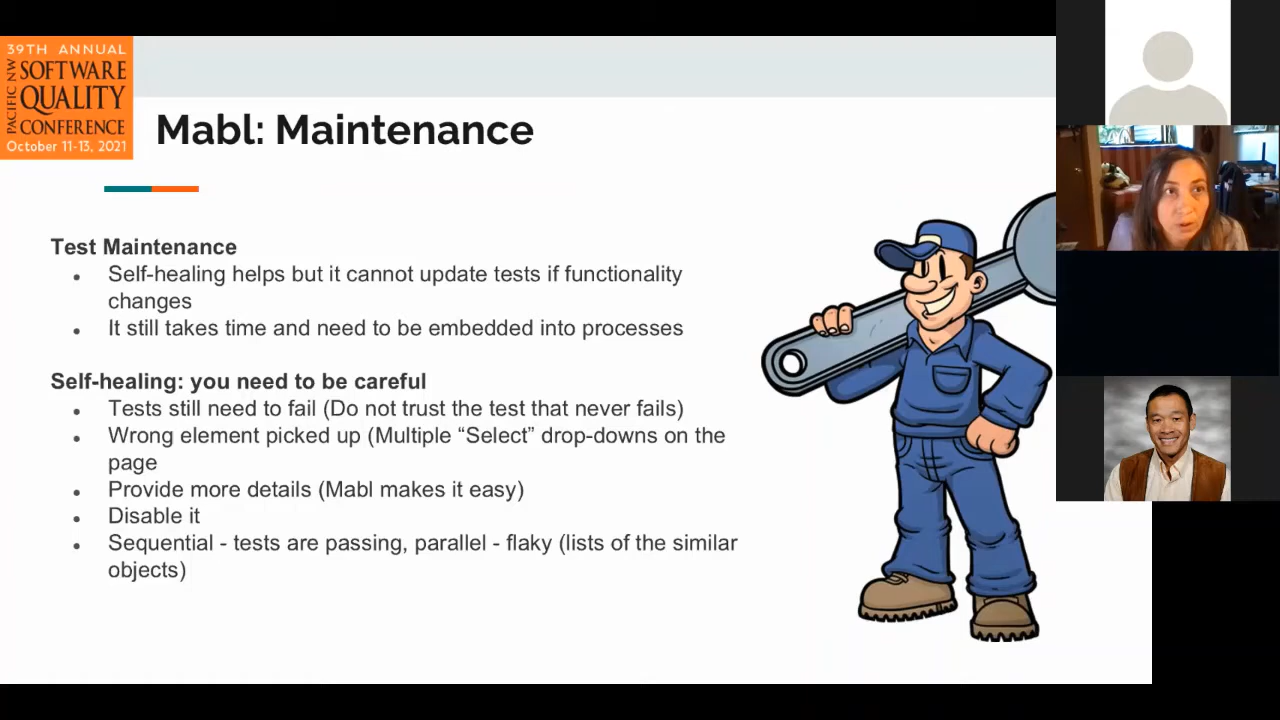 39TH ANNUAL
PACIFIC NW
SOFTWARE
QUALITY
CONFERENCE
October 11-13, 2021
Mabl: Maintenance
Test Maintenance
● Self-healing helps but it cannot update tests if functionality
changes
● It still takes time and need to be embedded into processes
Self-healing: you need to be careful
● Tests still need to fail (Do not trust the test that never fails)
● Wrong element picked up (Multiple “Select” drop-downs on the
page
● Provide more details (Mabl makes it easy)
● Disable it
● Sequential - tests are passing, parallel - flaky (lists of the similar
objects)